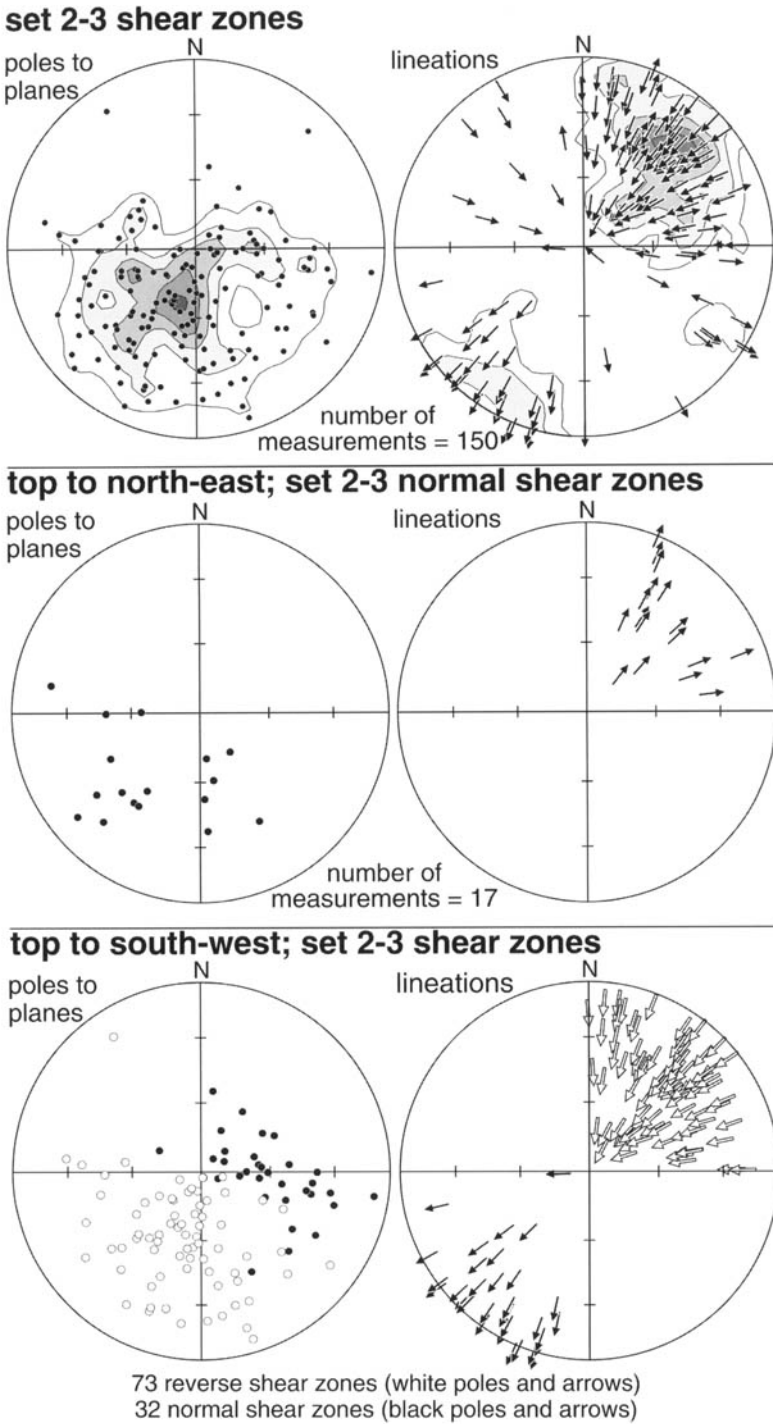 set 2-3 shear zones
poles to
planes
N
lineations
N
number of
measurements = 150
top to north-east; set 2-3 normal shear zones
poles to
planes
N
lineations
N
number of
measurements = 17
top to south-west; set 2-3 shear zones
poles to
planes
N
lineations
N
73 reverse shear zones (white poles and arrows)
32 normal shear zones (black poles and arrows)